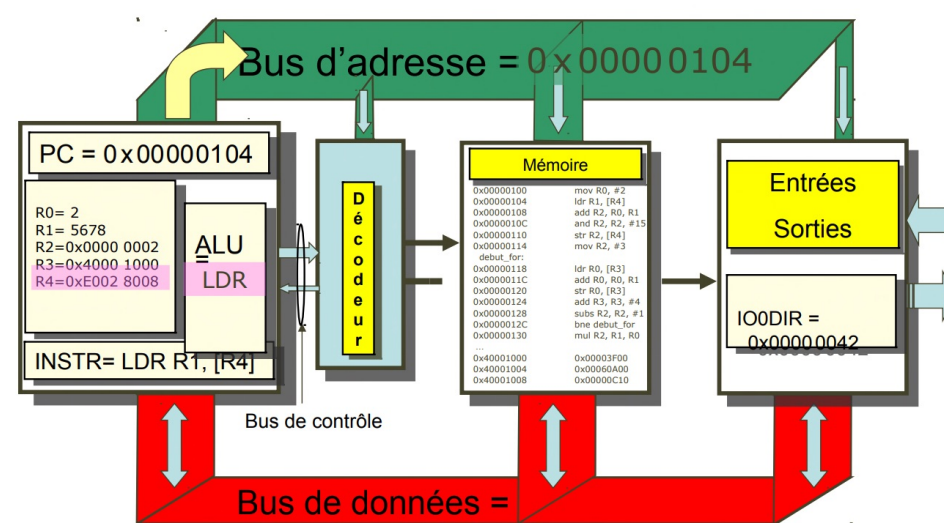 Bus d'adresse = 0x00000104
PC = 0x00000104
R0= 2
R1= 5678
R2=0x0000 0002
R3=0x4000 1000
R4=0xE002 8008
ALU
=
LDR
INSTR= LDR R1, [R4]
Décodeur
Bus de contrôle
Mémoire
0x00000100 mov R0, #2
0x00000104 ldr R1, [R4]
0x00000108 add R2, R0, R1
0x0000010C and R2, R2, #15
0x00000110 str R2, [R4]
0x00000114 mov R2, #3
debut_for:
0x00000118 ldr R0, [R3]
0x0000011C add R0, R0, R1
0x00000120 str R0, [R3]
0x00000124 add R3, R3, #4
0x00000128 subs R2, R2, #1
0x0000012C bne debut_for
0x00000130 mul R2, R1, R0
...
0x40001000 0x00003F00
0x40001004 0x00060A00
0x40001008 0x00000C10
Entrées
Sorties
IO0DIR =
0x00000042
Bus de données =